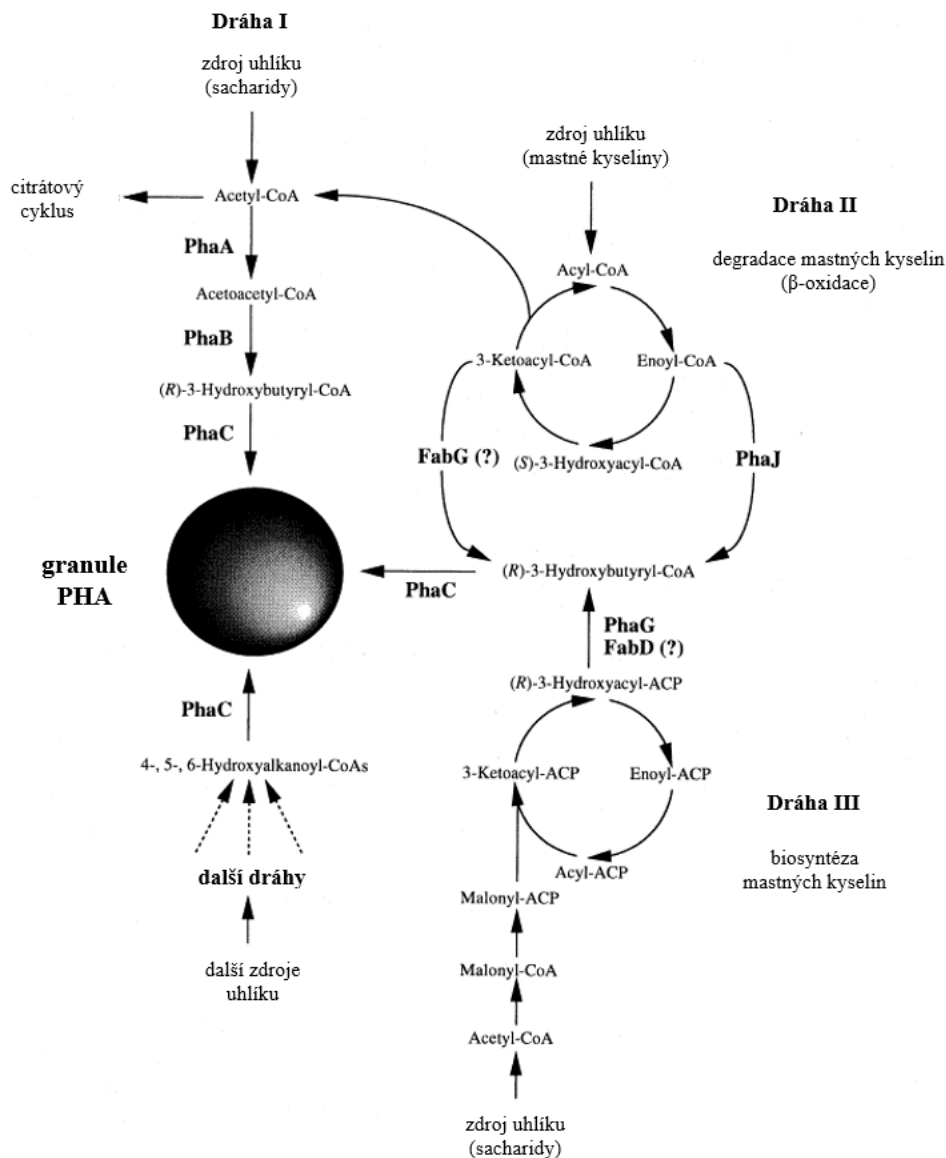 Dráha I
zdroj uhlíku
(sacharidy)
citrátový
cyklus
Acetyl-CoA
PhaA
Acetoacetyl-CoA
PhaB
(R)-3-Hydroxybutyryl-CoA
PhaC
granule
PHA
PhaC
4-, 5-, 6-Hydroxyalkanoyl-CoAs
další dráhy
další zdroje
uhlíku
zdroj uhlíku
(mastné kyseliny)
Dráha II
degradace mastných kyselin
(β-oxidace)
Acyl-CoA
3-Ketoacyl-CoA
Enoyl-CoA
(S)-3-Hydroxyacyl-CoA
FabG (?)
PhaJ
(R)-3-Hydroxybutyryl-CoA
PhaC
PhaG
FabD (?)
(R)-3-Hydroxyacyl-ACP
3-Ketoacyl-ACP
Enoyl-ACP
Acyl-ACP
Dráha III
biosyntéza
mastných kyselin
Malonyl-ACP
Malonyl-CoA
Acetyl-CoA
zdroj uhlíku
(sacharidy)